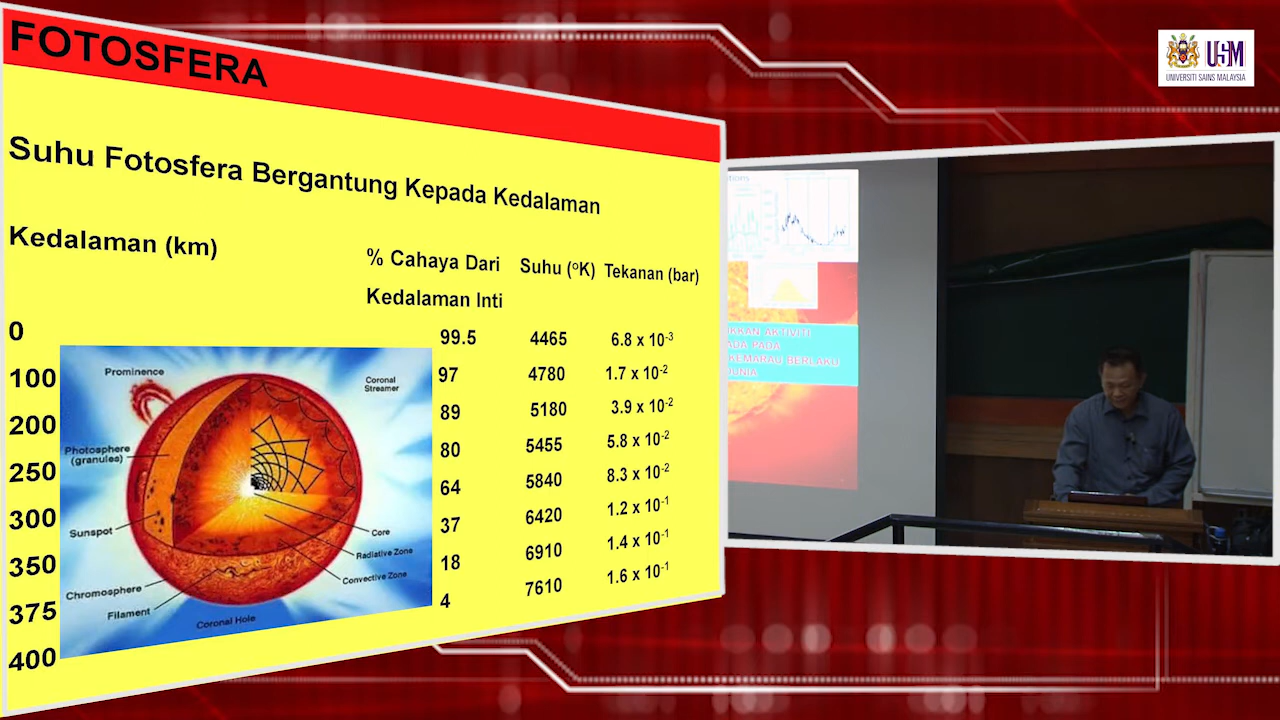 FOTOSFERA
Suhu Fotosfera Bergantung Kepada Kedalaman
Kedalaman (km)
% Cahaya Dari
Kedalaman Inti
Suhu (°K)
Tekanan (bar)
0
100
200
250
300
350
375
400
99.5 4465 6.8 x 10⁻³
97 4780 1.7 x 10⁻²
89 5180 3.9 x 10⁻²
80 5455 5.8 x 10⁻²
64 5840 8.3 x 10⁻²
37 6420 1.2 x 10⁻¹
18 6910 1.4 x 10⁻¹
4 7610 1.6 x 10⁻¹
Prominence
Coronal
Streamer
Photosphere
(granules)
Sunspot
Chromosphere
Filament
Coronal Hole
Core
Radiative Zone
Convective Zone
USM
UNIVERSITI SAINS MALAYSIA
AKTIVITI
PADA
KEMARAU BERLAKU